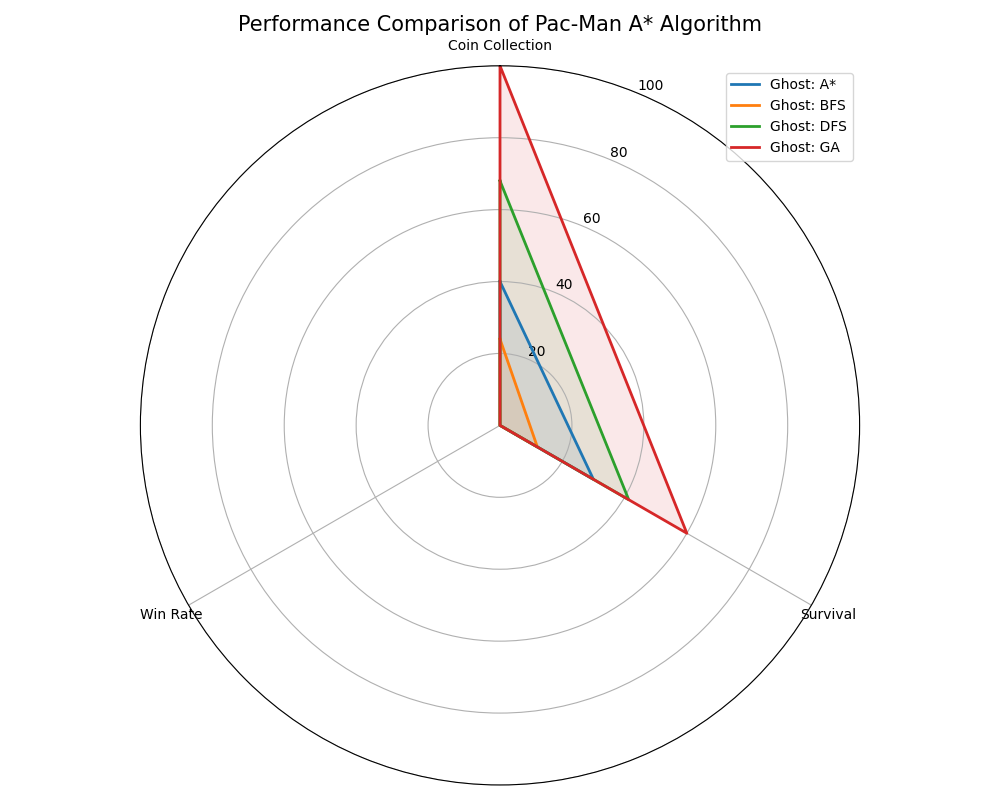 Performance Comparison of Pac-Man A* Algorithm
Coin Collection
100
80
60
40
20
Ghost: A*
Ghost: BFS
Ghost: DFS
Ghost: GA
Win Rate
Survival